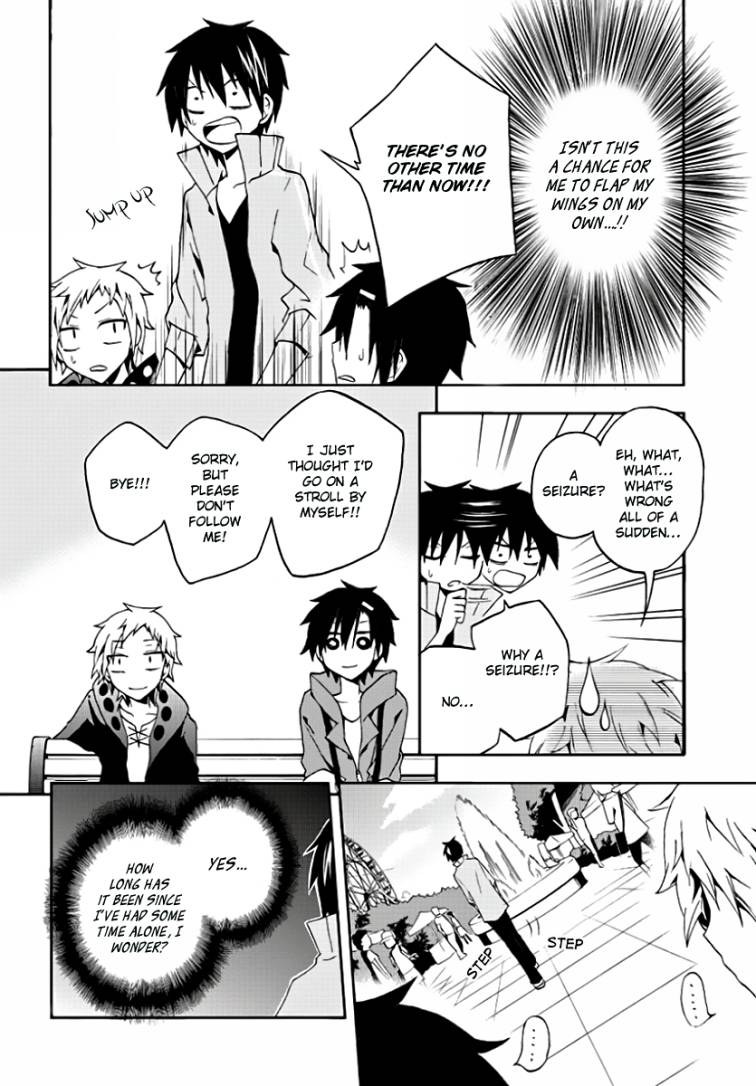 ISN'T THIS
A CHANCE FOR
ME TO FLAP MY
WINGS ON MY
OWN...!!
THERE'S NO
OTHER TIME
THAN NOW!!!
JUMP UP
EH, WHAT,
WHAT...
WHAT'S
WRONG
ALL OF A
SUDDEN...
A
SEIZURE?
WHY A
SEIZURE!!?
NO...
I JUST
THOUGHT I'D
GO ON A
STROLL BY
MYSELF!!
SORRY,
BUT
PLEASE
DON'T
FOLLOW
ME!
BYE!!!
STEP
STEP
....
....
YES...
HOW
LONG HAS
IT BEEN SINCE
I'VE HAD SOME
TIME ALONE, I
WONDER?